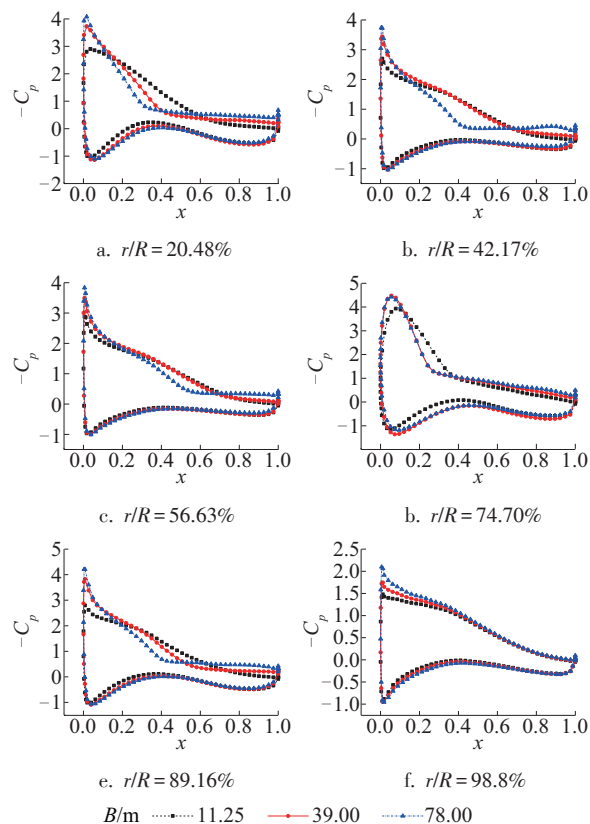 4
3
2
1
0
−1
−2
−C_p
0.0 0.2 0.4 0.6 0.8 1.0
x
a. r/R = 20.48%
4
3
2
1
0
−1
−C_p
0.0 0.2 0.4 0.6 0.8 1.0
x
b. r/R = 42.17%
4
3
2
1
0
−1
−C_p
0.0 0.2 0.4 0.6 0.8 1.0
x
c. r/R = 56.63%
5
4
3
2
1
0
−1
−C_p
0.0 0.2 0.4 0.6 0.8 1.0
x
b. r/R = 74.70%
5
4
3
2
1
0
−1
−C_p
0.0 0.2 0.4 0.6 0.8 1.0
x
e. r/R = 89.16%
2.5
2.0
1.5
1.0
0.5
0.0
−0.5
−1.0
−C_p
0.0 0.2 0.4 0.6 0.8 1.0
x
f. r/R = 98.8%
B/m 11.25 39.00 78.00